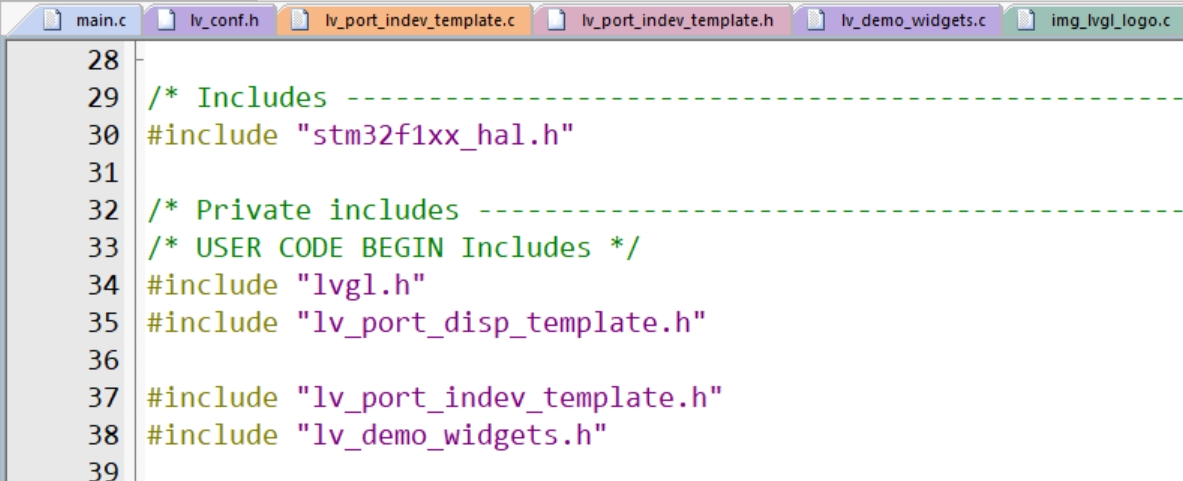 main.c lv_conf.h lv_port_indev_template.c lv_port_indev_template.h lv_demo_widgets.c img_lvgl_logo.c
28
29 /* Includes ---------------------------------------------------
30 #include "stm32f1xx_hal.h"
31
32 /* Private includes -------------------------------------------
33 /* USER CODE BEGIN Includes */
34 #include "lvgl.h"
35 #include "lv_port_disp_template.h"
36
37 #include "lv_port_indev_template.h"
38 #include "lv_demo_widgets.h"
39